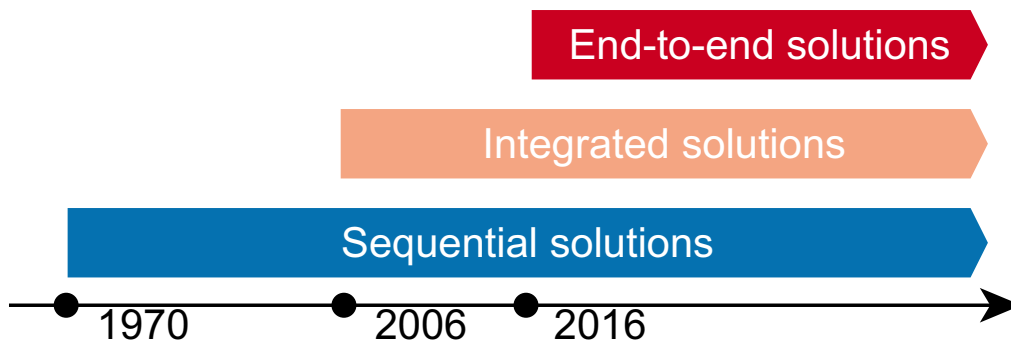 End-to-end solutions
Integrated solutions
Sequential solutions
1970 2006 2016